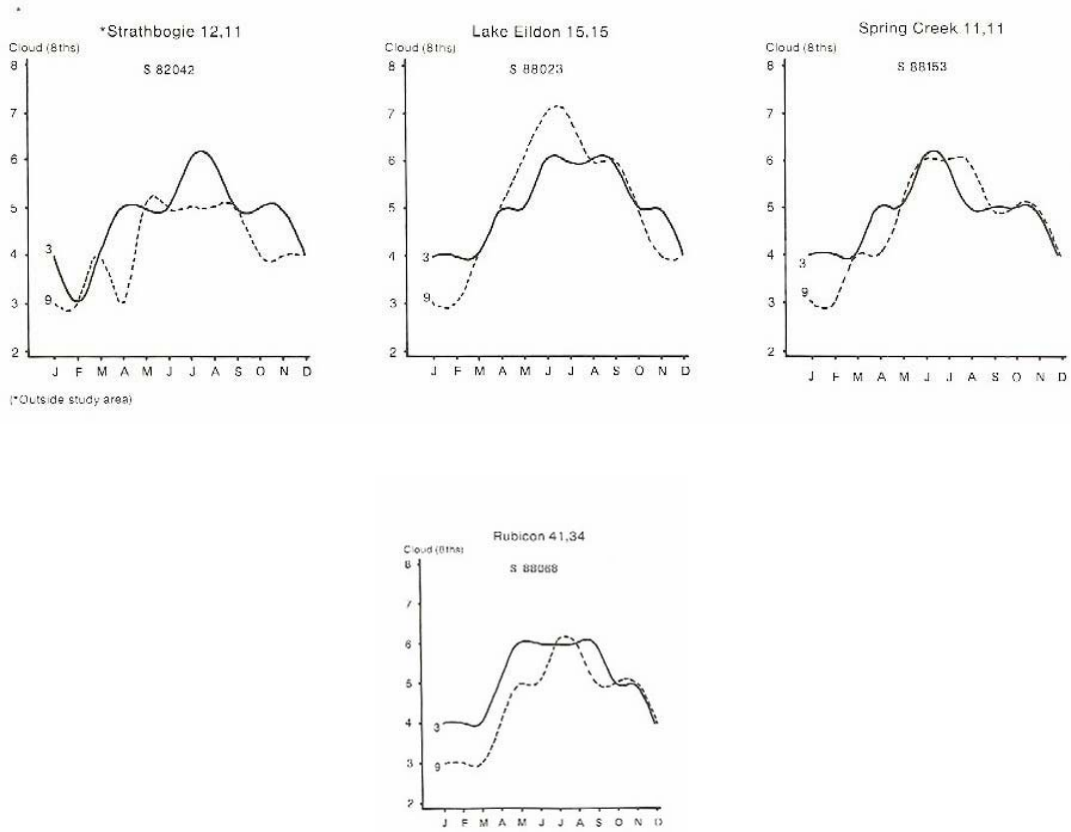 *Strathbogie 12,11
Cloud (8ths)
S 82042
8
7
6
5
4
3
2
3
9
J F M A M J J A S O N D
(*Outside study area)
Lake Eildon 15,15
Cloud (8ths)
S 88023
8
7
6
5
4
3
2
3
9
J F M A M J J A S O N D
Spring Creek 11,11
Cloud (8ths)
S 88153
8
7
6
5
4
3
2
3
9
J F M A M J J A S O N D
Rubicon 41,34
Cloud (8ths)
S 88068
8
7
6
5
4
3
2
3
9
J F M A M J J A S O N D